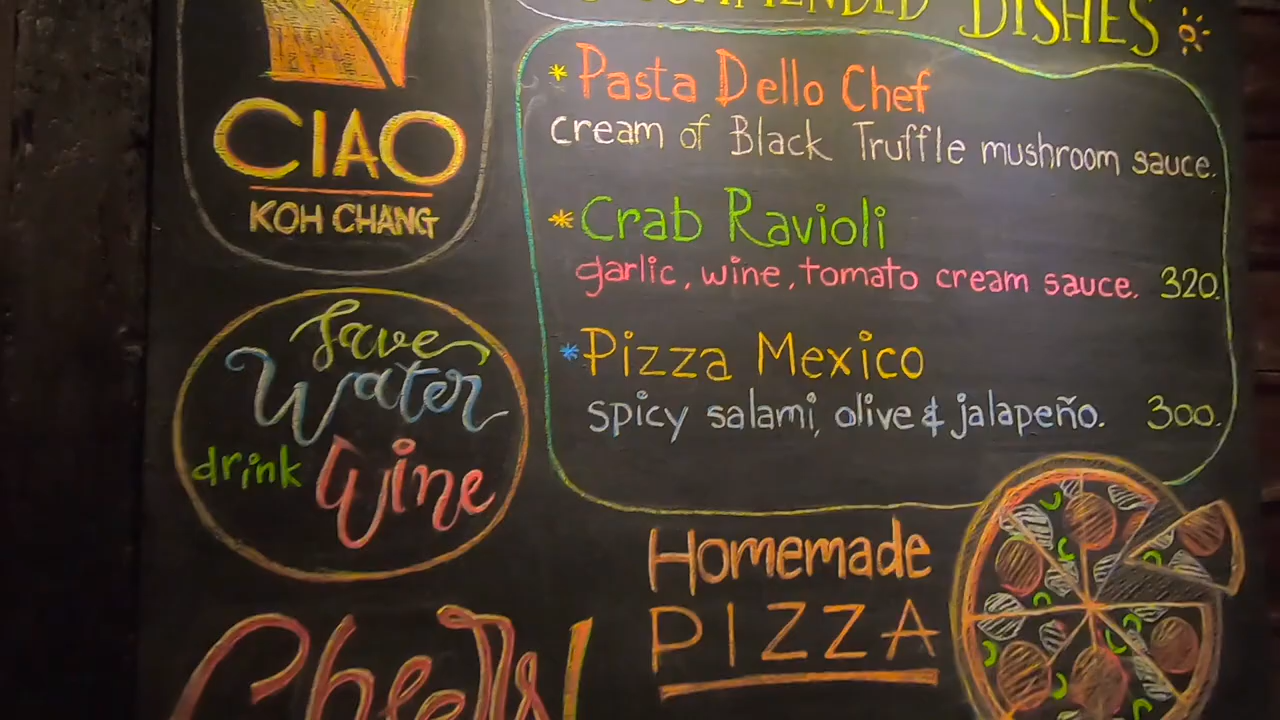 CIAO
KOH CHANG
Save
Water
drink Wine
DISHES
* Pasta Dello Chef
cream of Black Truffle mushroom sauce.
* Crab Ravioli
garlic, wine, tomato cream sauce. 320.
* Pizza Mexico
spicy salami, olive & jalapeño. 300.
Homemade
PIZZA